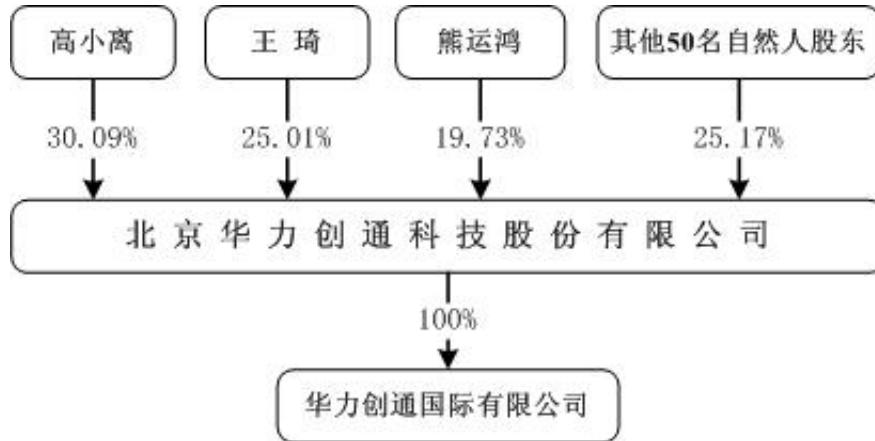 高小离
王 琦
熊运鸿
其他50名自然人股东
30.09%
25.01%
19.73%
25.17%
北京华力创通科技股份有限公司
100%
华力创通国际有限公司